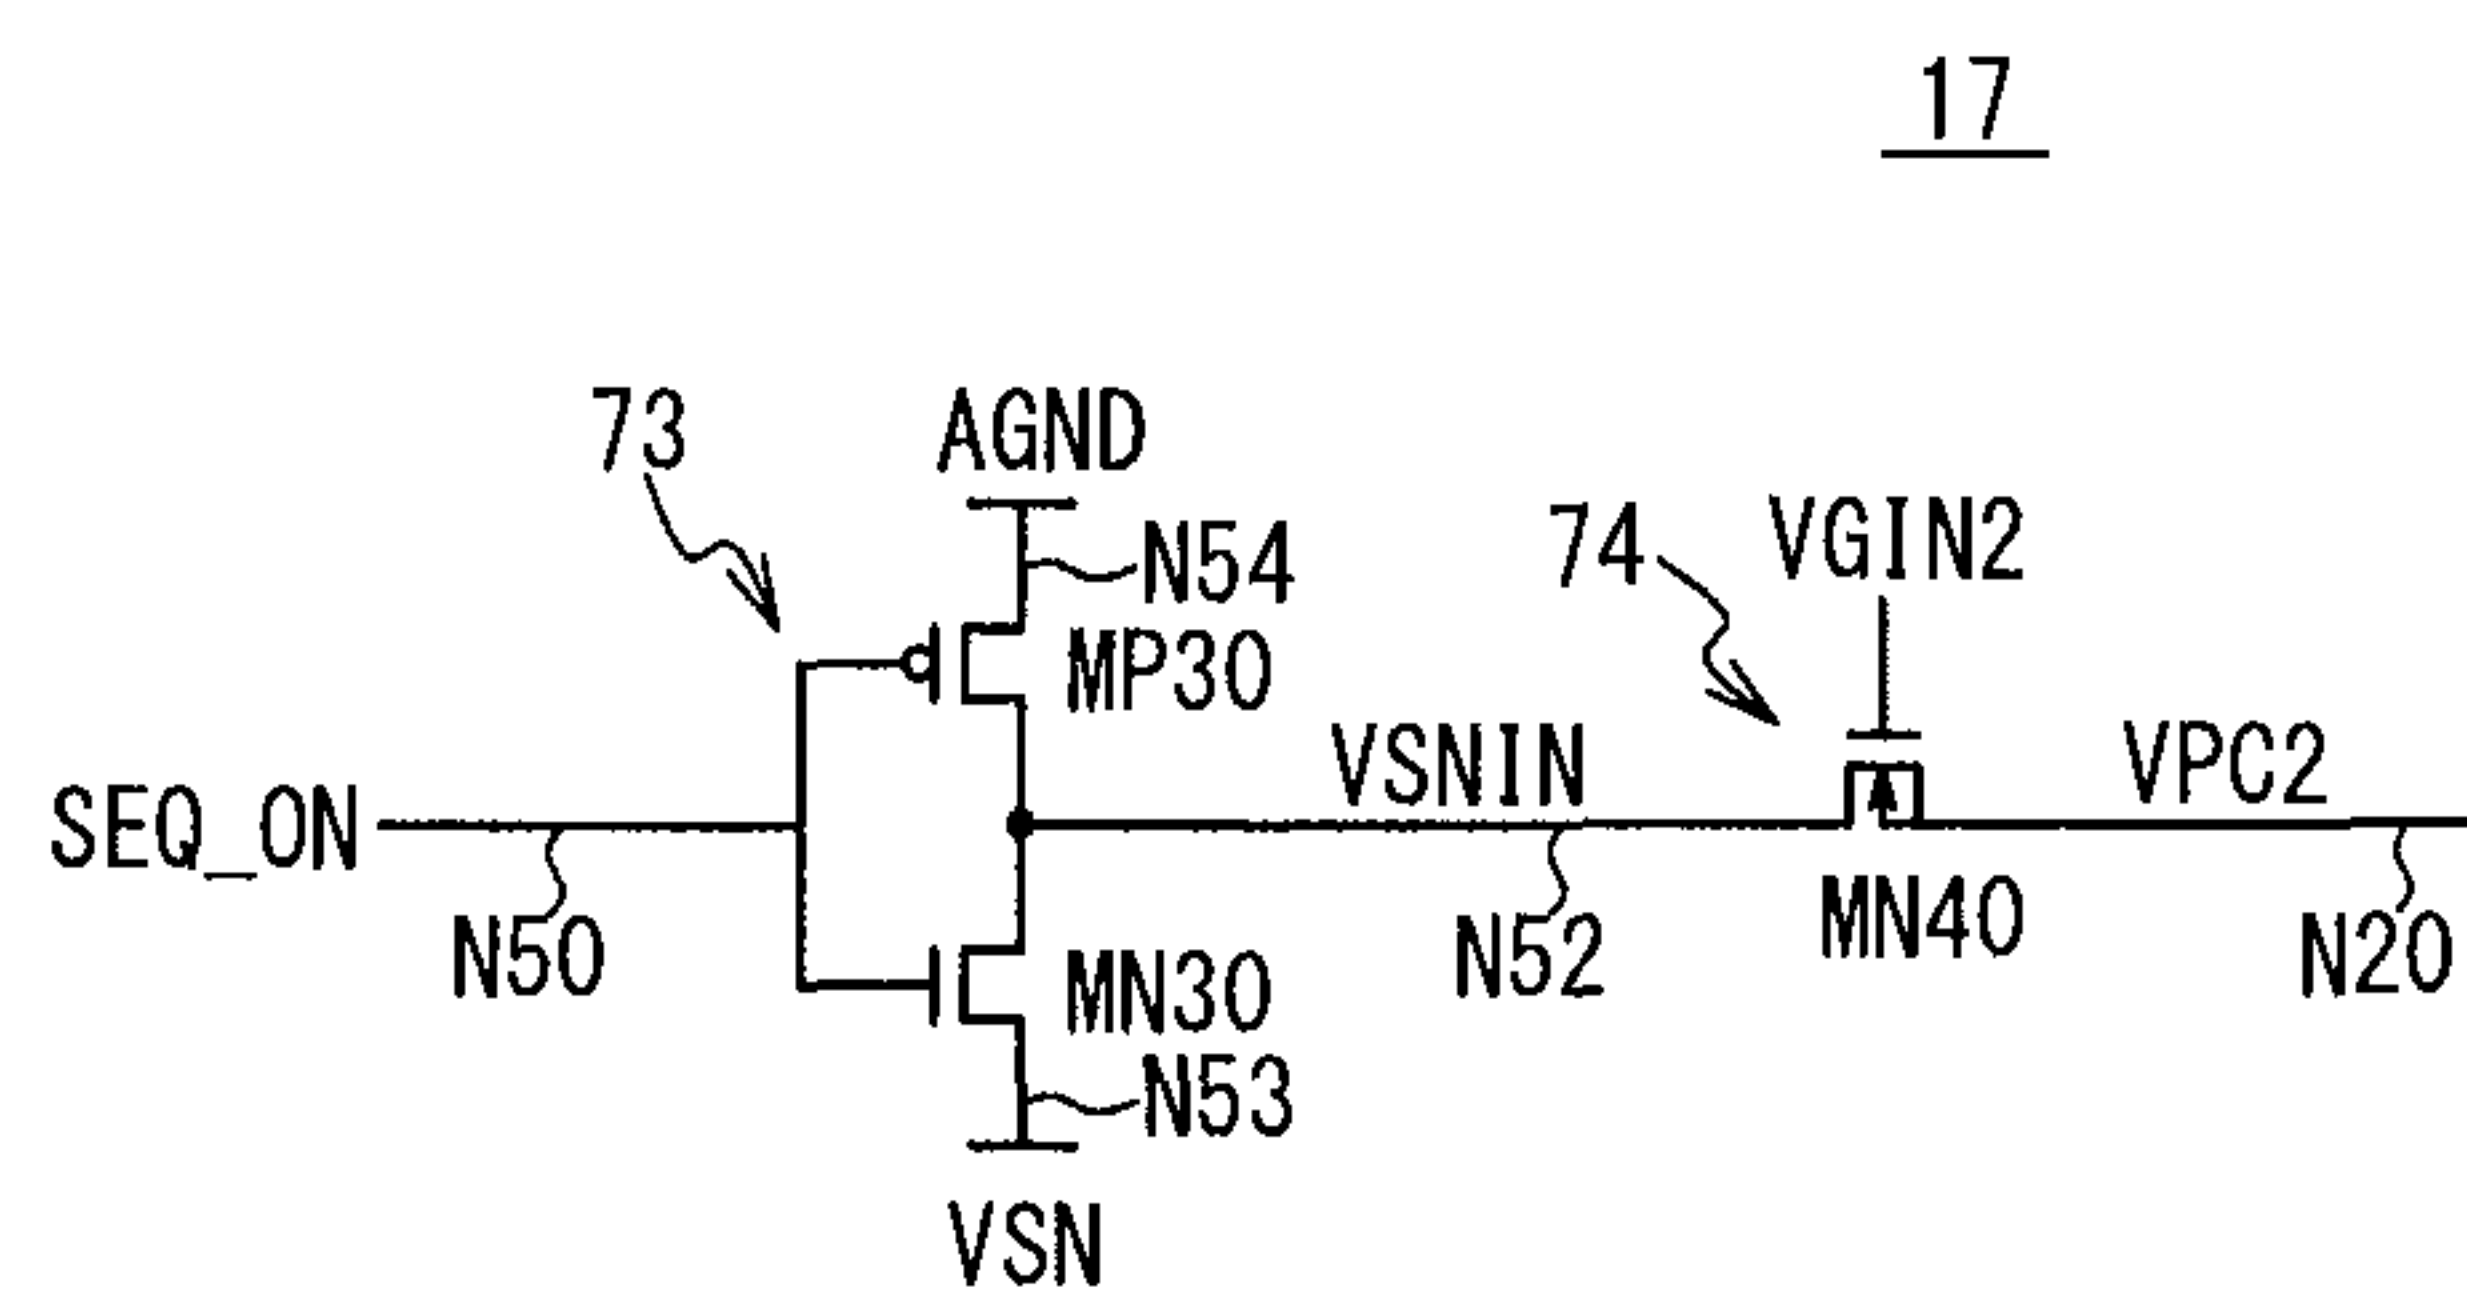 17
73
AGND
N54
74
VGIN2
MP30
SEQ_ON
VSNIN
VPC2
N50
N52
MN40
N20
MN30
N53
VSN